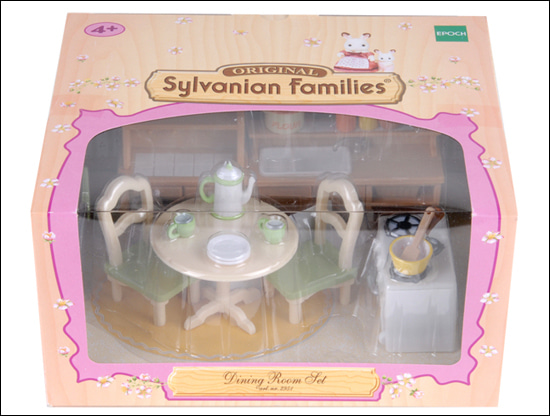 4+
EPOCH
ORIGINAL
Sylvanian Families®
Dining Room Set